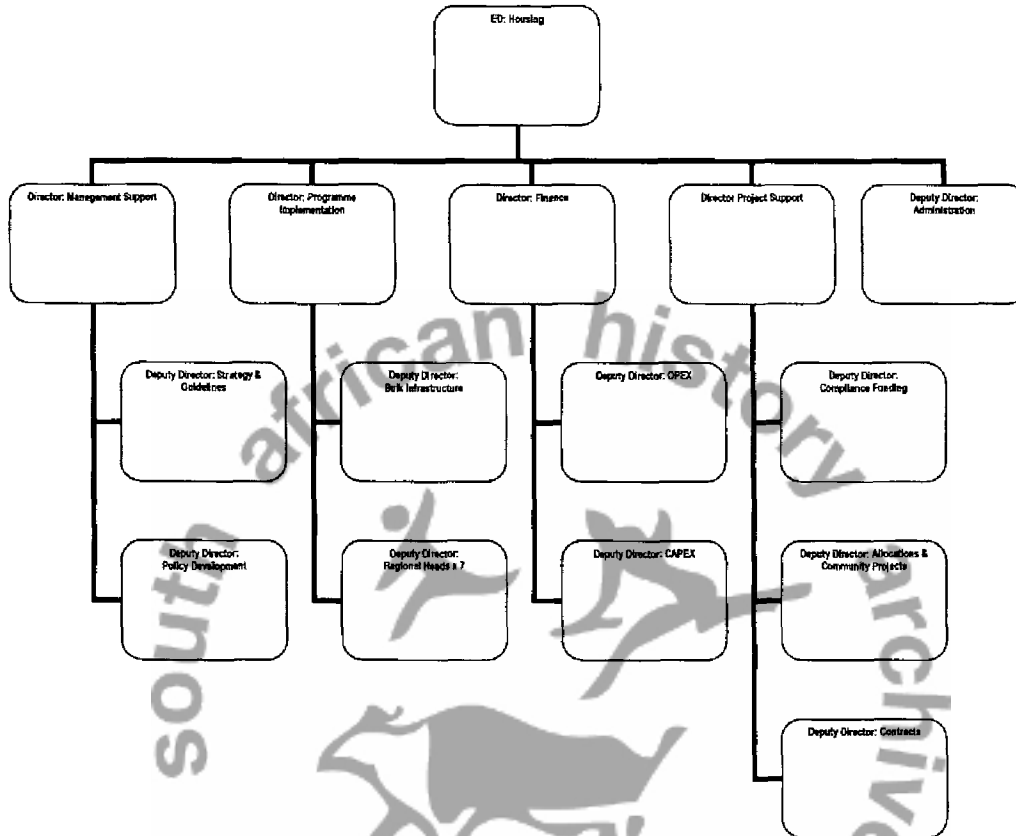 ED: Housing
Director: Management Support
Director: Programme
Implementation
Director: Finance
Director Project Support
Deputy Director:
Administration
Deputy Director: Strategy &
Guidelines
Deputy Director:
Bulk Infrastructure
Deputy Director: OPEX
Deputy Director:
Compliance Funding
Deputy Director:
Policy Development
Deputy Director:
Regional Heads x 7
Deputy Director: CAPEX
Deputy Director: Allocations &
Community Projects
Deputy Director: Contracts
south african history archive